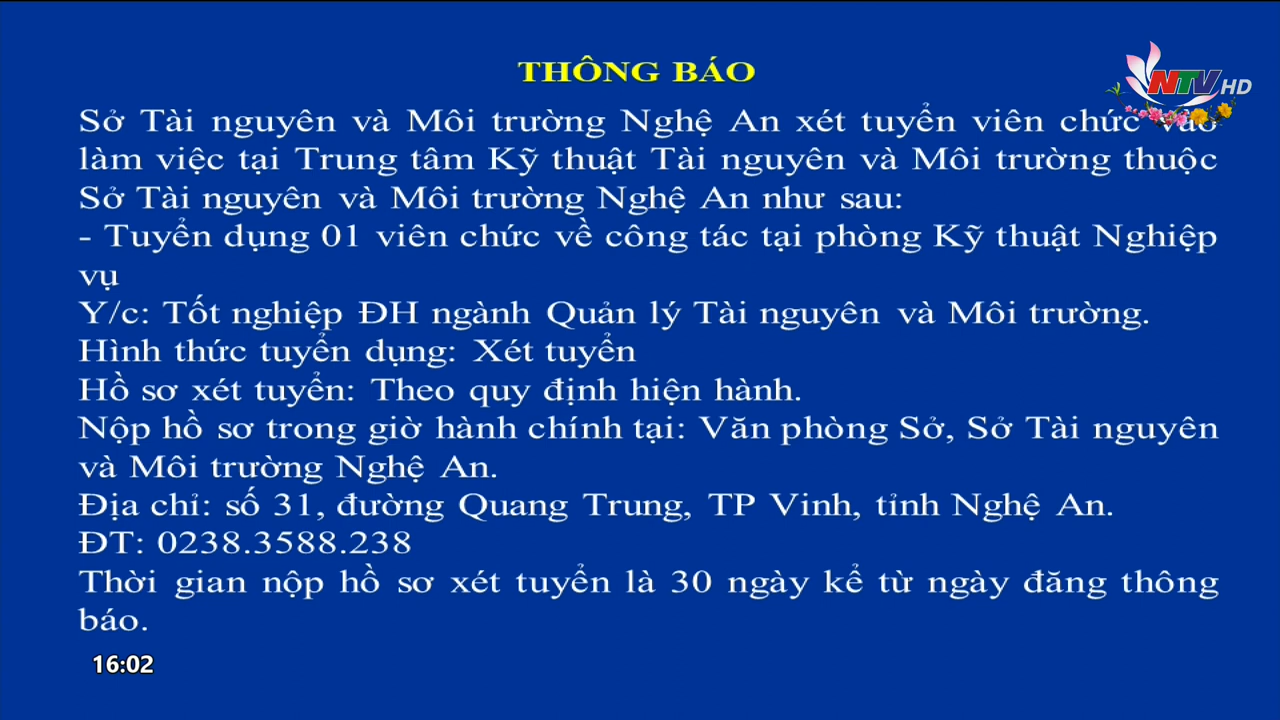 THÔNG BÁO
NTV HD
Sở Tài nguyên và Môi trường Nghệ An xét tuyển viên chức vào
làm việc tại Trung tâm Kỹ thuật Tài nguyên và Môi trường thuộc
Sở Tài nguyên và Môi trường Nghệ An như sau:
- Tuyển dụng 01 viên chức về công tác tại phòng Kỹ thuật Nghiệp
vụ
Y/c: Tốt nghiệp ĐH ngành Quản lý Tài nguyên và Môi trường.
Hình thức tuyển dụng: Xét tuyển
Hồ sơ xét tuyển: Theo quy định hiện hành.
Nộp hồ sơ trong giờ hành chính tại: Văn phòng Sở, Sở Tài nguyên
và Môi trường Nghệ An.
Địa chỉ: số 31, đường Quang Trung, TP Vinh, tỉnh Nghệ An.
ĐT: 0238.3588.238
Thời gian nộp hồ sơ xét tuyển là 30 ngày kể từ ngày đăng thông
báo.
16:02